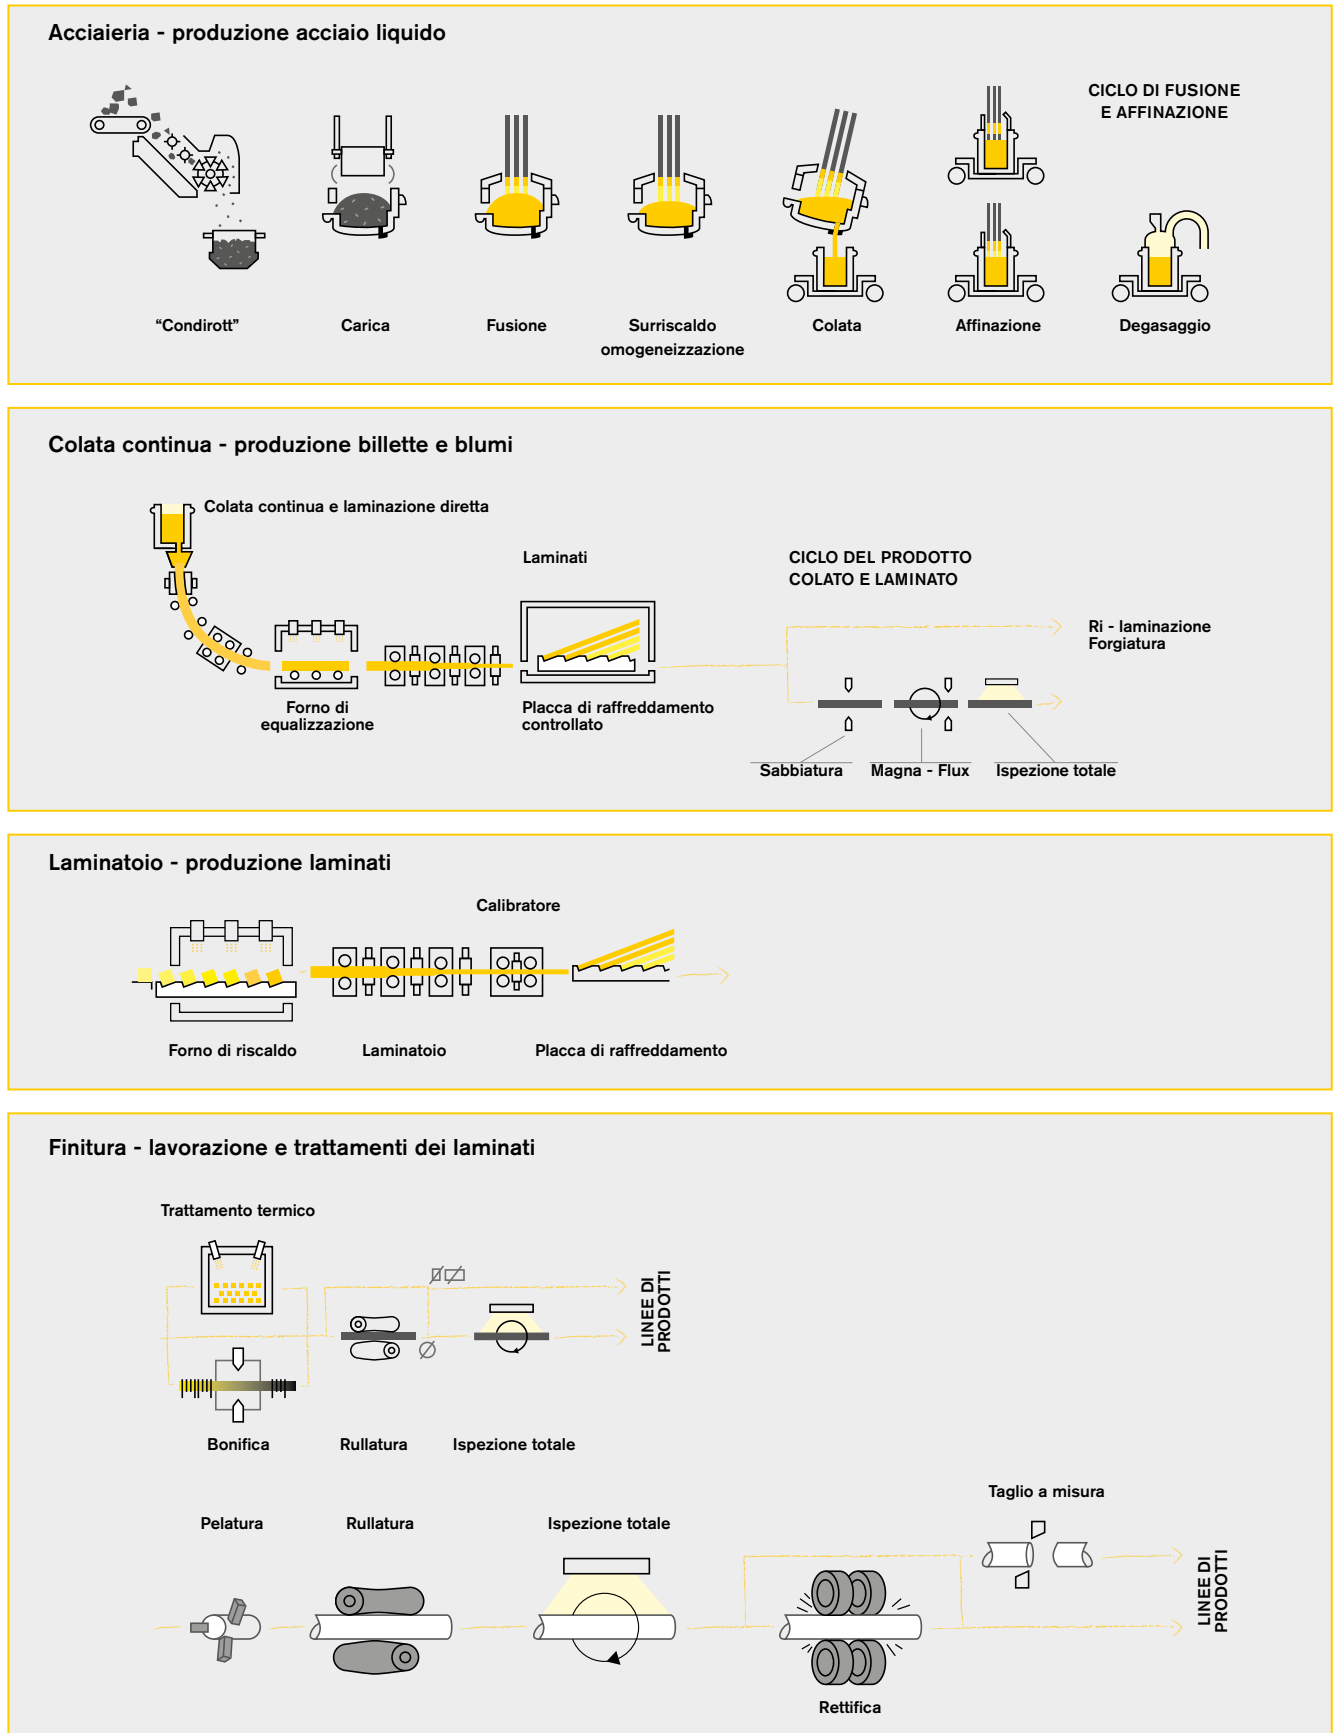 Acciaieria - produzione acciaio liquido
CICLO DI FUSIONE
E AFFINAZIONE
“Condirott”
Carica
Fusione
Surriscaldo
omogeneizzazione
Colata
Affinazione
Degasaggio
Colata continua - produzione billette e blumi
Colata continua e laminazione diretta
Laminati
CICLO DEL PRODOTTO
COLATO E LAMINATO
Ri - laminazione
Forgiatura
Forno di
equalizzazione
Placca di raffreddamento
controllato
Sabbiatura
Magna - Flux
Ispezione totale
Laminatoio - produzione laminati
Calibratore
Forno di riscaldo
Laminatoio
Placca di raffreddamento
Finitura - lavorazione e trattamenti dei laminati
Trattamento termico
LINEE DI
PRODOTTI
Bonifica
Rullatura
Ispezione totale
Taglio a misura
Pelatura
Rullatura
Ispezione totale
LINEE DI
PRODOTTI
Rettifica